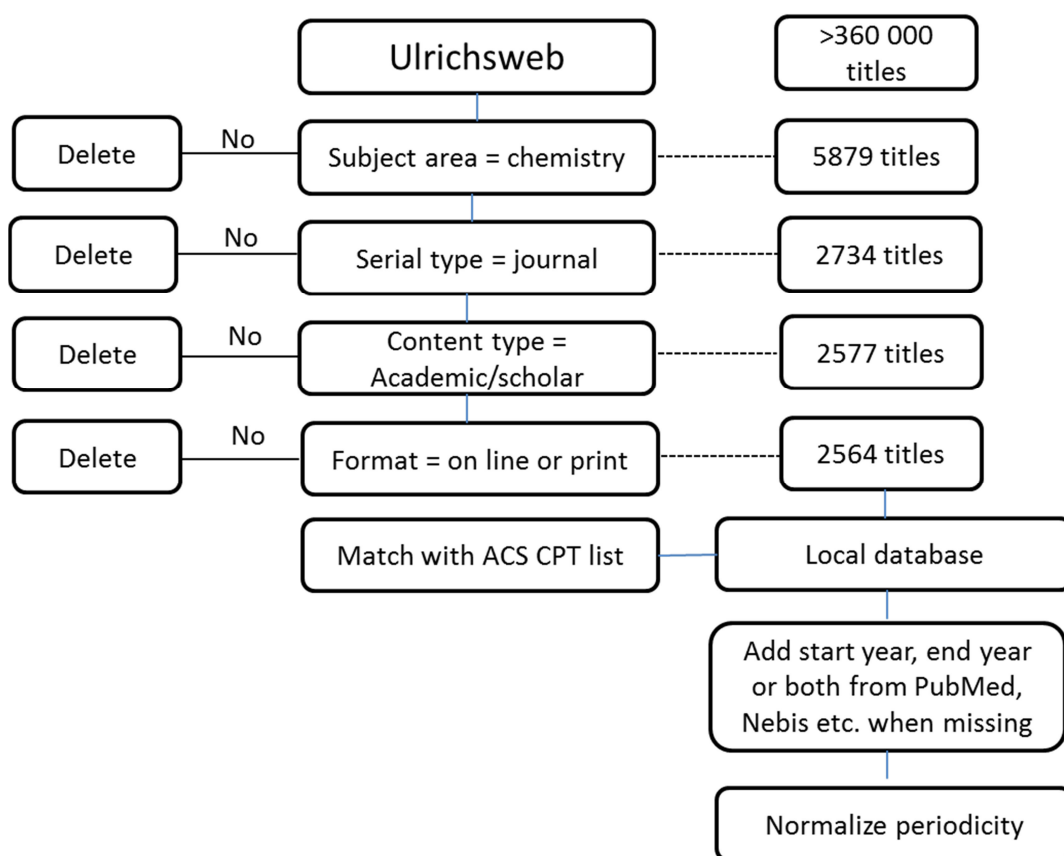 Ulrichsweb
>360 000
titles
Delete
No
Subject area = chemistry
5879 titles
Delete
No
Serial type = journal
2734 titles
Delete
No
Content type =
Academic/scholar
2577 titles
Delete
No
Format = on line or print
2564 titles
Match with ACS CPT list
Local database
Add start year, end year
or both from PubMed,
Nebis etc. when missing
Normalize periodicity